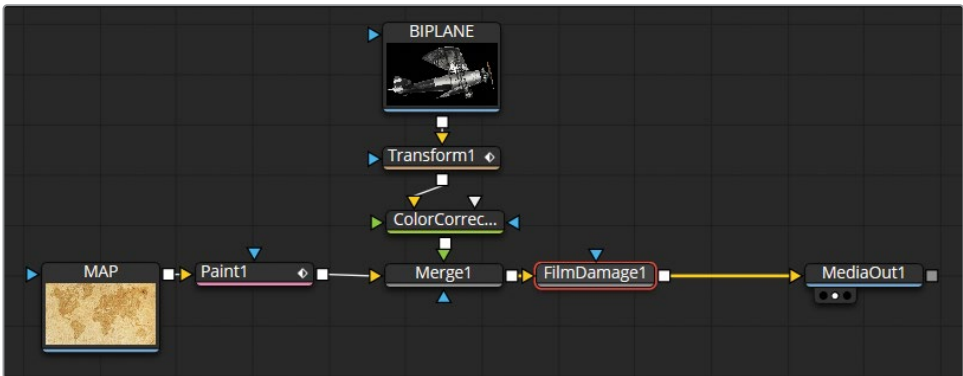 BIPLANE
Transform1
ColorCorrec...
MAP
Paint1
Merge1
FilmDamage1
MediaOut1